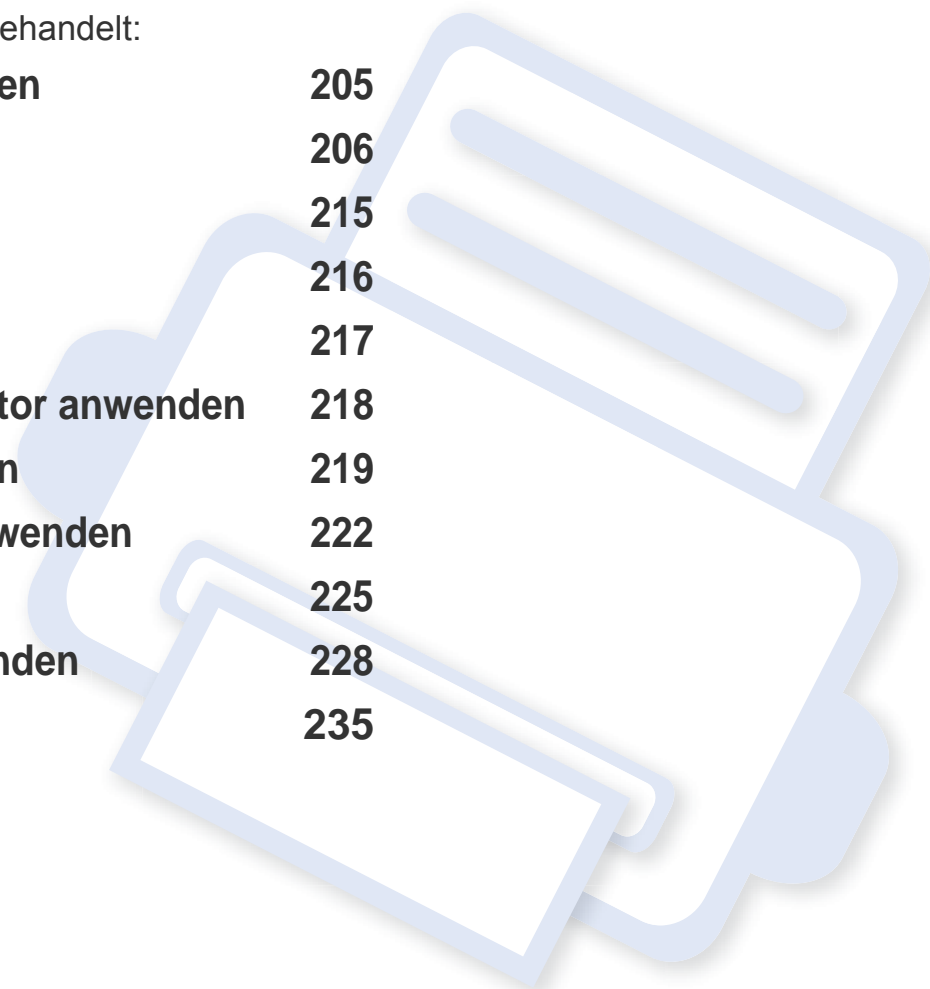 ehandelt:
en 205
206
215
216
217
tor anwenden 218
n 219
wenden 222
225
nden 228
235